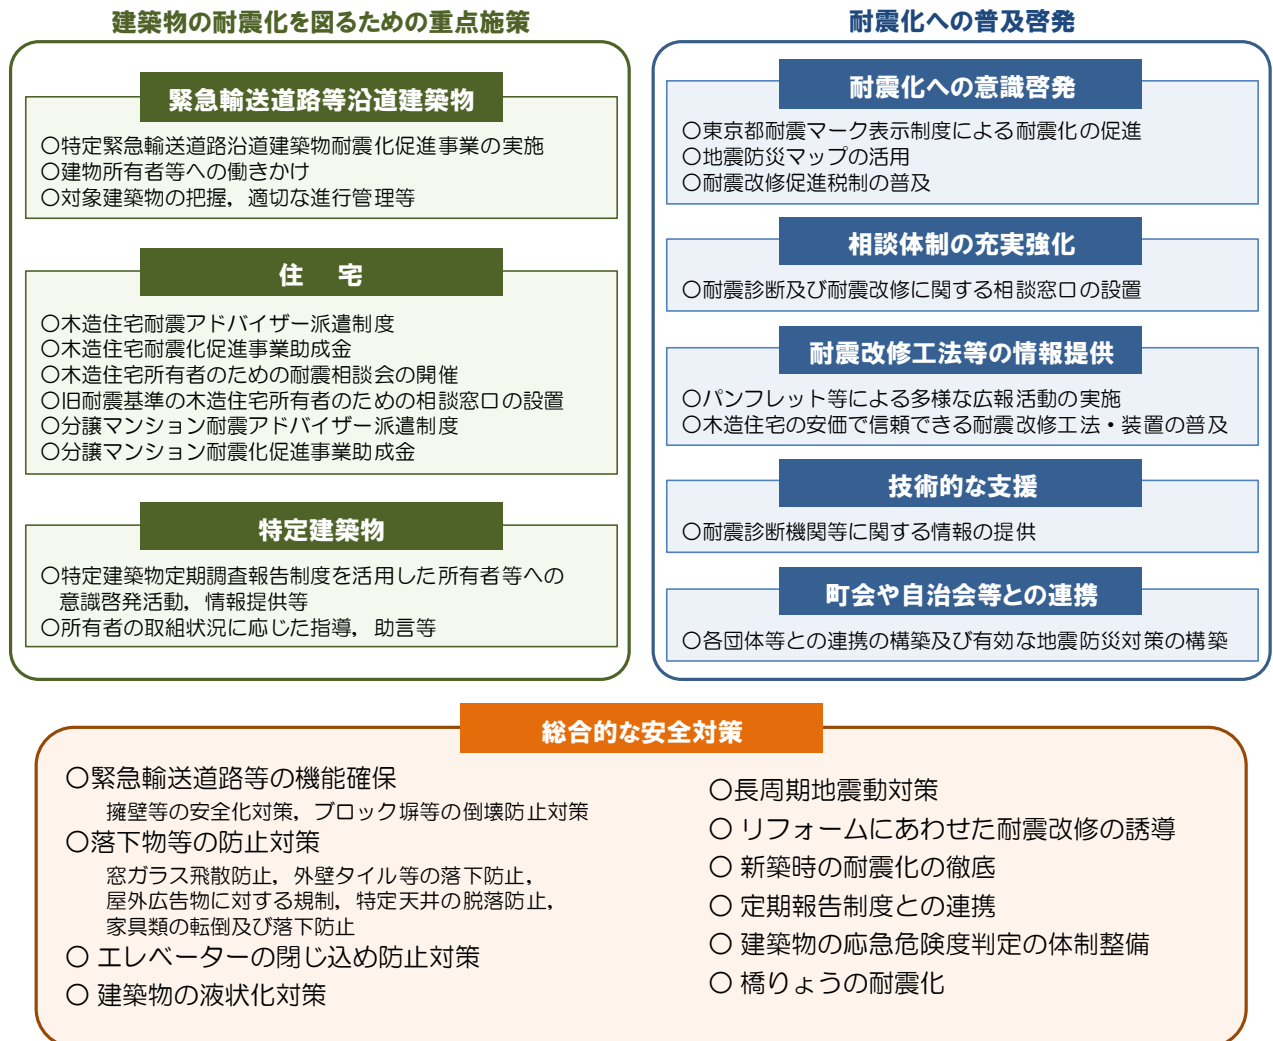 建築物の耐震化を図るための重点施策
緊急輸送道路等沿道建築物
○特定緊急輸送道路沿道建築物耐震化促進事業の実施
○建物所有者等への働きかけ
○対象建築物の把握，適切な進行管理等
住　宅
○木造住宅耐震アドバイザー派遣制度
○木造住宅耐震化促進事業助成金
○木造住宅所有者のための耐震相談会の開催
○旧耐震基準の木造住宅所有者のための相談窓口の設置
○分譲マンション耐震アドバイザー派遣制度
○分譲マンション耐震化促進事業助成金
特定建築物
○特定建築物定期調査報告制度を活用した所有者等への
意識啓発活動，情報提供等
○所有者の取組状況に応じた指導，助言等
耐震化への普及啓発
耐震化への意識啓発
○東京都耐震マーク表示制度による耐震化の促進
○地震防災マップの活用
○耐震改修促進税制の普及
相談体制の充実強化
○耐震診断及び耐震改修に関する相談窓口の設置
耐震改修工法等の情報提供
○パンフレット等による多様な広報活動の実施
○木造住宅の安価で信頼できる耐震改修工法・装置の普及
技術的な支援
○耐震診断機関等に関する情報の提供
町会や自治会等との連携
○各団体等との連携の構築及び有効な地震防災対策の構築
総合的な安全対策
○緊急輸送道路等の機能確保
擁壁等の安全化対策，ブロック塀等の倒壊防止対策
○落下物等の防止対策
窓ガラス飛散防止，外壁タイル等の落下防止，
屋外広告物に対する規制，特定天井の脱落防止，
家具類の転倒及び落下防止
○ エレベーターの閉じ込め防止対策
○ 建築物の液状化対策
○長周期地震動対策
○ リフォームにあわせた耐震改修の誘導
○ 新築時の耐震化の徹底
○ 定期報告制度との連携
○ 建築物の応急危険度判定の体制整備
○ 橋りょうの耐震化